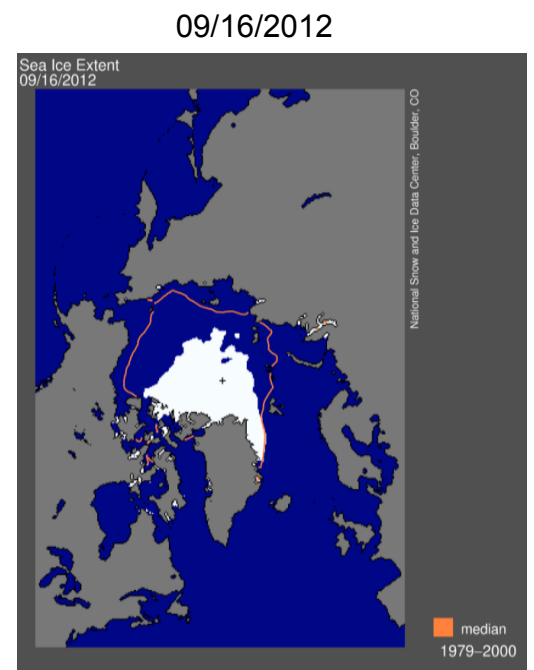 09/16/2012
Sea Ice Extent
09/16/2012
National Snow and Ice Data Center, Boulder, CO
median
1979–2000